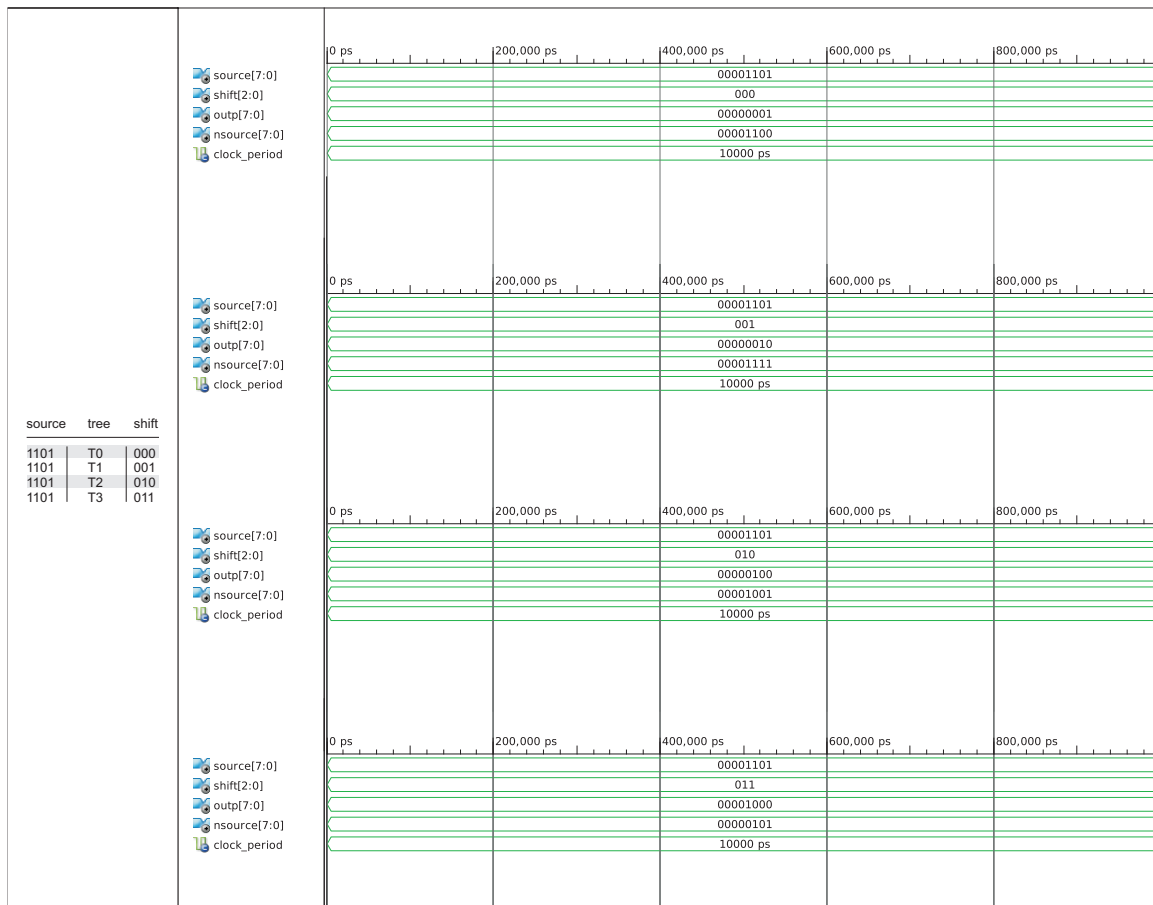 source tree shift
1101 T0 000
1101 T1 001
1101 T2 010
1101 T3 011
0 ps 200,000 ps 400,000 ps 600,000 ps 800,000 ps
source[7:0] 00001101
shift[2:0] 000
outp[7:0] 00000001
nsource[7:0] 00001100
clock_period 10000 ps
0 ps 200,000 ps 400,000 ps 600,000 ps 800,000 ps
source[7:0] 00001101
shift[2:0] 001
outp[7:0] 00000010
nsource[7:0] 00001111
clock_period 10000 ps
0 ps 200,000 ps 400,000 ps 600,000 ps 800,000 ps
source[7:0] 00001101
shift[2:0] 010
outp[7:0] 00000100
nsource[7:0] 00001001
clock_period 10000 ps
0 ps 200,000 ps 400,000 ps 600,000 ps 800,000 ps
source[7:0] 00001101
shift[2:0] 011
outp[7:0] 00001000
nsource[7:0] 00000101
clock_period 10000 ps